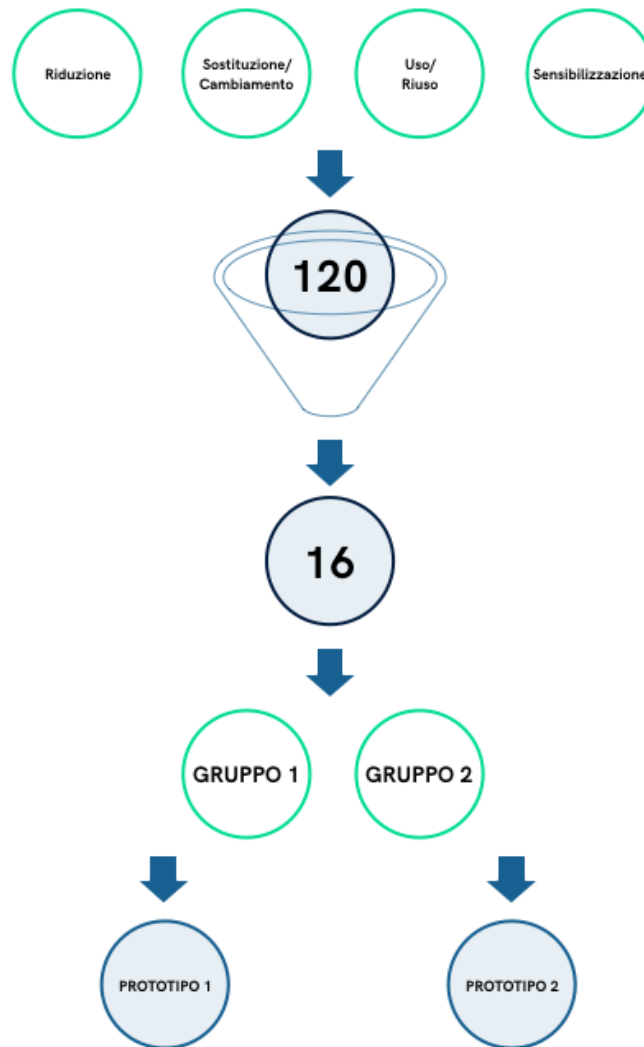 Riduzione
Sostituzione/
Cambiamento
Uso/
Riuso
Sensibilizzazione
120
16
GRUPPO 1
GRUPPO 2
PROTOTIPO 1
PROTOTIPO 2